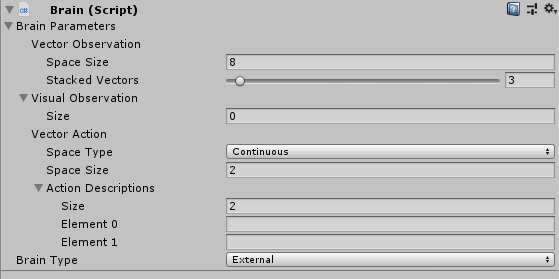 Brain (Script)
Brain Parameters
Vector Observation
Space Size 8
Stacked Vectors 3
Visual Observation
Size 0
Vector Action
Space Type Continuous
Space Size 2
Action Descriptions
Size 2
Element 0
Element 1
Brain Type External